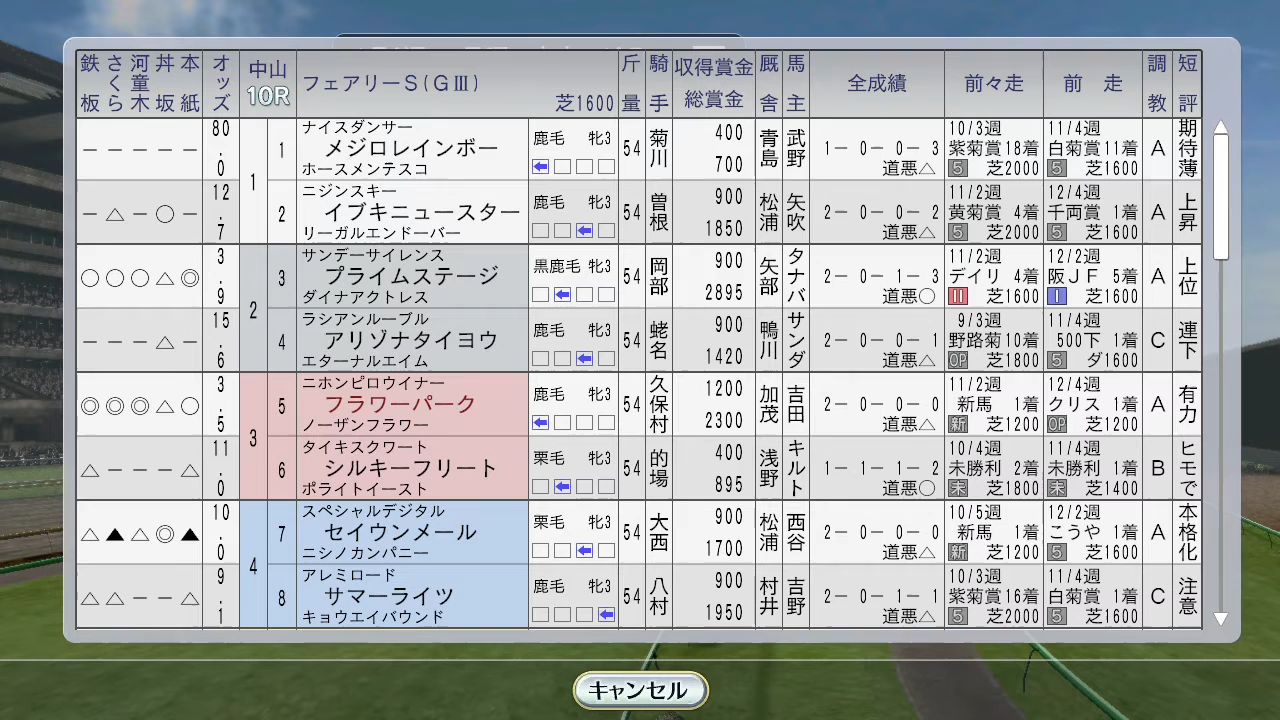 鉄板 さくら 河童木 丼坂 本紙 オッズ 中山 10R フェアリーS(GⅢ) 芝1600 斤量 騎手 収得賞金 総賞金 厩舎 馬主 全成績 前々走 前 走 調教 短評
－ － － － － 80.0 1 1 ナイスダンサー メジロレインボー ホースメンテスコ 鹿毛 牝3 54 菊川 400 700 青島 武野 1－ 0－ 0－ 3 道悪△ 10/3週 紫菊賞 18着 5 芝2000 11/4週 白菊賞 11着 5 芝1600 A 期待薄
－ △ － ○ － 12.7 2 ニジンスキー イブキニュースター リーガルエンドーバー 鹿毛 牝3 54 曽根 900 1850 松浦 矢吹 2－ 0－ 0－ 2 道悪△ 11/2週 黄菊賞 4着 5 芝2000 12/4週 千両賞 1着 5 芝1600 A 上昇
○ ○ ○ △ ◎ 3.9 2 3 サンデーサイレンス プライムステージ ダイナアクトレス 黒鹿毛 牝3 54 岡部 900 2895 矢部 タナバ 2－ 0－ 1－ 3 道悪○ 11/2週 デイリ 4着 II 芝1600 12/2週 阪JF 5着 I 芝1600 A 上位
－ － － △ － 15.6 4 ラシアンルーブル アリゾナタイヨウ エターナルエイム 鹿毛 牝3 54 蛯名 900 1420 鴨川 サンダ 2－ 0－ 0－ 1 道悪△ 9/3週 野路菊 10着 OP 芝1800 11/4週 500下 1着 5 ダ1600 C 連下
◎ ◎ ◎ △ ○ 3.5 3 5 ニホンピロウイナー フラワーパーク ノーザンフラワー 鹿毛 牝3 54 久保村 1200 2300 加茂 吉田 2－ 0－ 0－ 0 道悪△ 11/2週 新馬 1着 新 芝1200 12/4週 クリス 1着 OP 芝1200 A 有力
△ － － － △ 11.0 6 タイキスクワート シルキーフリート ポライトイースト 栗毛 牝3 54 的場 400 895 浅野 キルト 1－ 1－ 1－ 2 道悪○ 10/4週 未勝利 2着 未 芝1800 11/4週 未勝利 1着 未 芝1400 B ヒモで
△ ▲ △ ◎ ▲ 10.0 4 7 スペシャルデジタル セイウンメール ニシノカンパニー 栗毛 牝3 54 大西 900 1700 松浦 西谷 2－ 0－ 0－ 0 道悪△ 10/5週 新馬 1着 新 芝1200 12/2週 こうや 1着 5 芝1600 A 本格化
△ △ － － △ 9.1 8 アレミロード サマーライツ キョウエイバウンド 鹿毛 牝3 54 八村 900 1950 村井 吉野 2－ 0－ 1－ 1 道悪△ 10/3週 紫菊賞 16着 5 芝2000 11/4週 白菊賞 1着 5 芝1600 C 注意
キャンセル